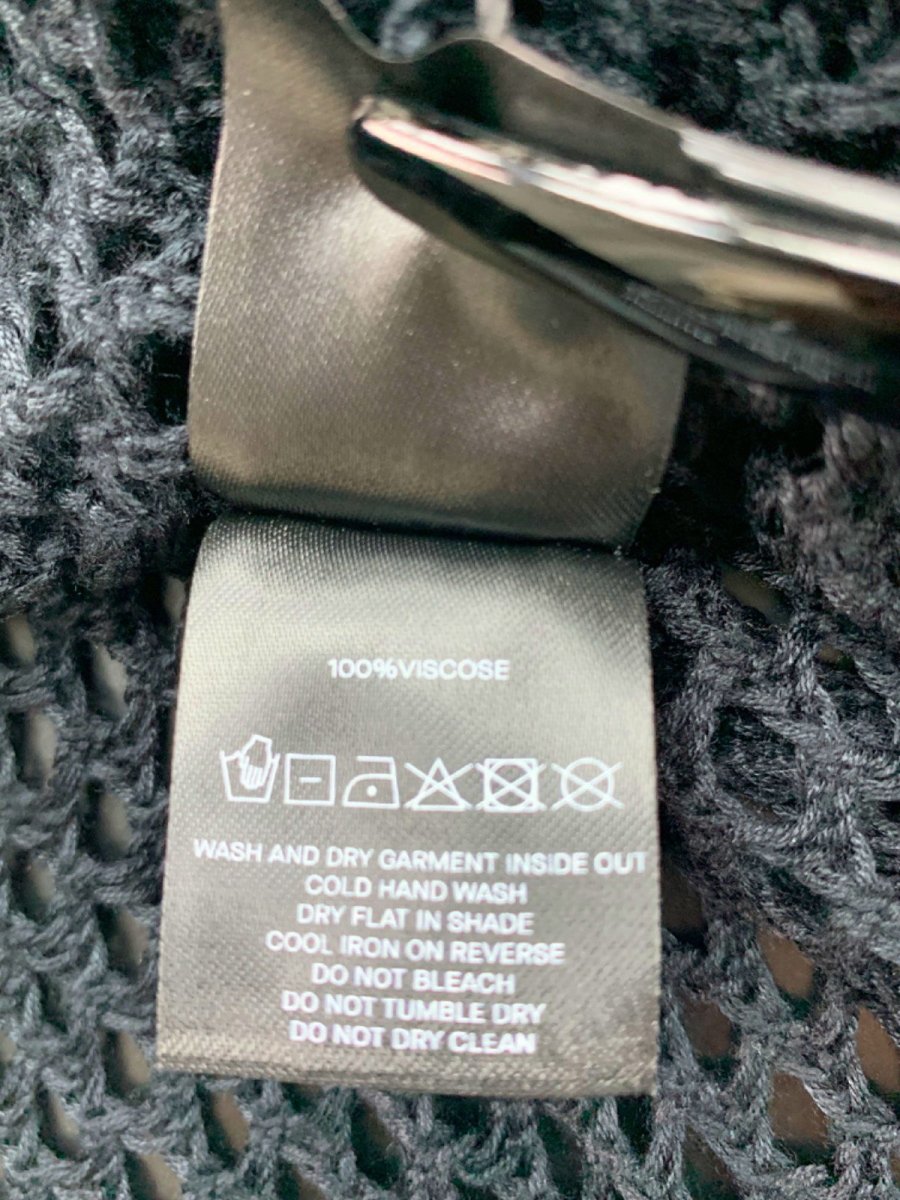 100%VISCOSE
WASH AND DRY GARMENT INSIDE OUT
COLD HAND WASH
DRY FLAT IN SHADE
COOL IRON ON REVERSE
DO NOT BLEACH
DO NOT TUMBLE DRY
DO NOT DRY CLEAN